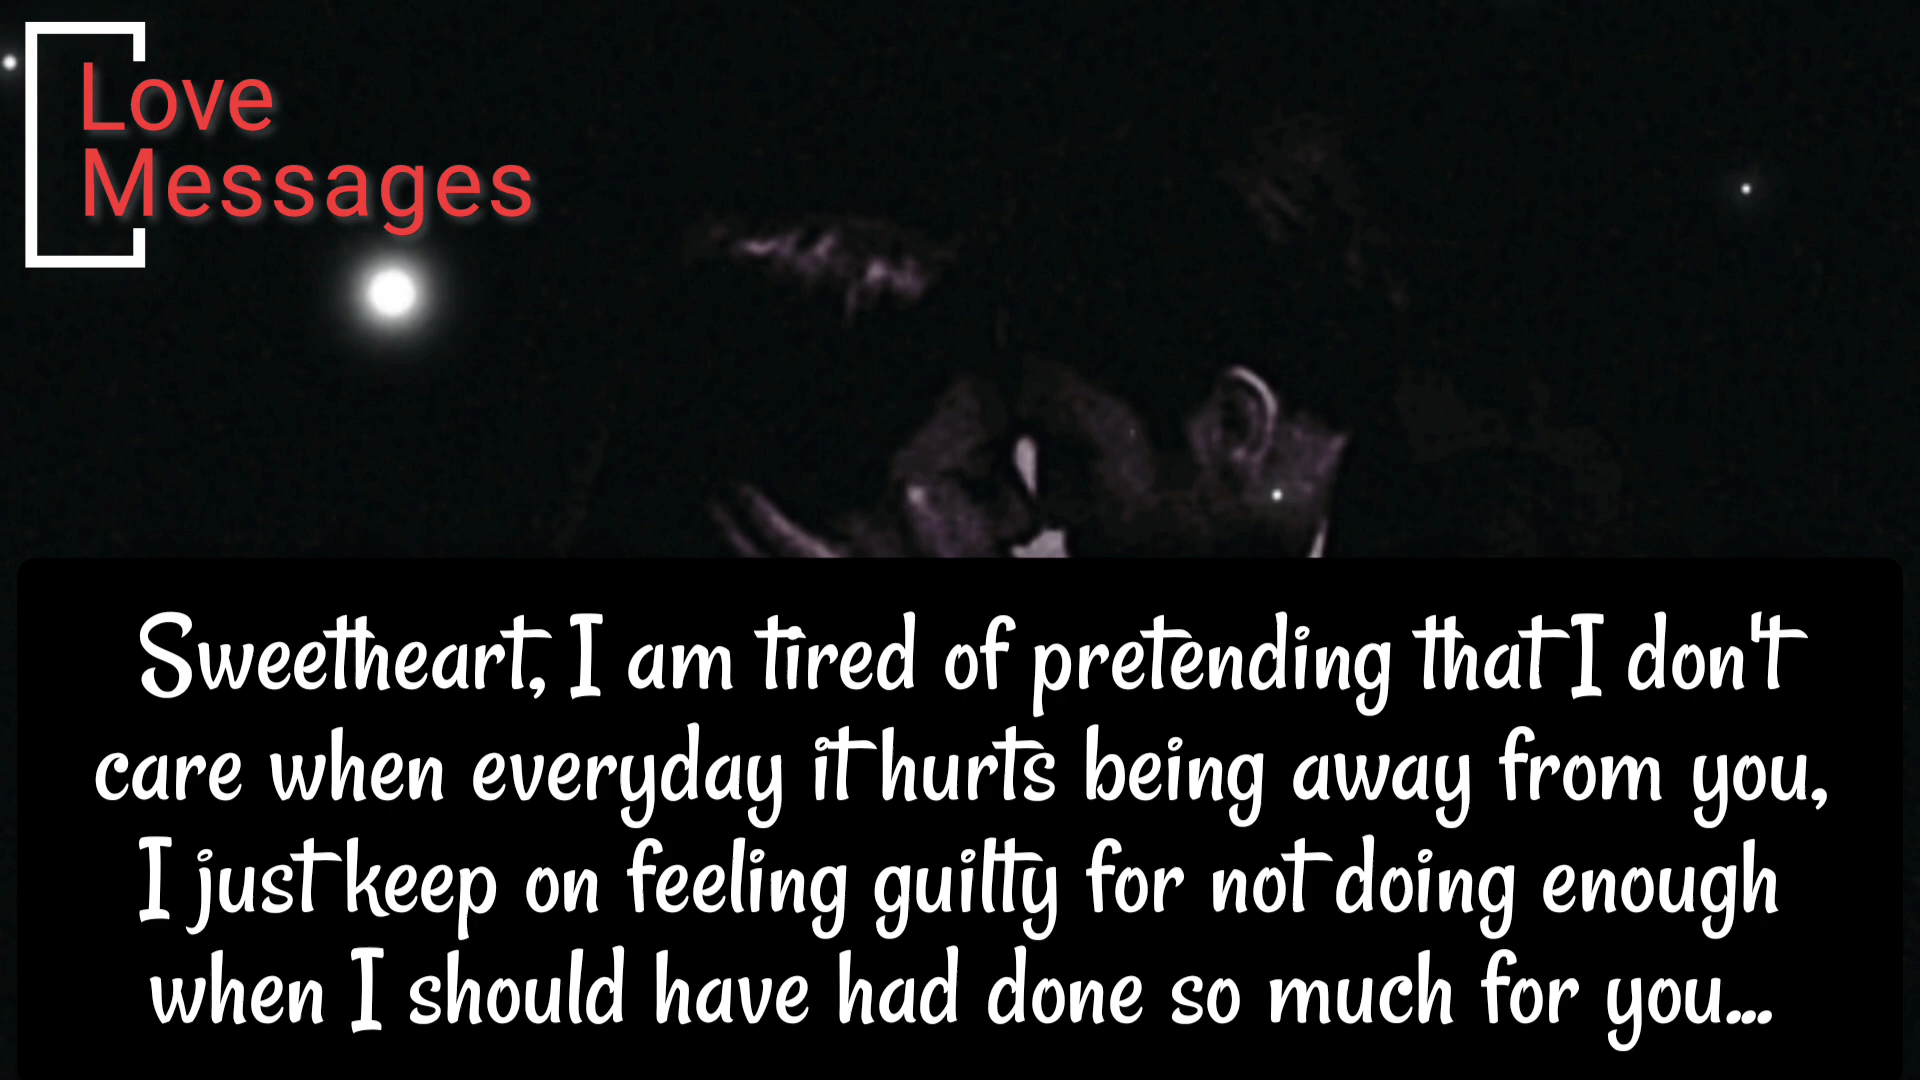 Love
Messages
Sweetheart, I am tired of pretending that I don't
care when everyday it hurts being away from you,
I just keep on feeling guilty for not doing enough
when I should have had done so much for you...